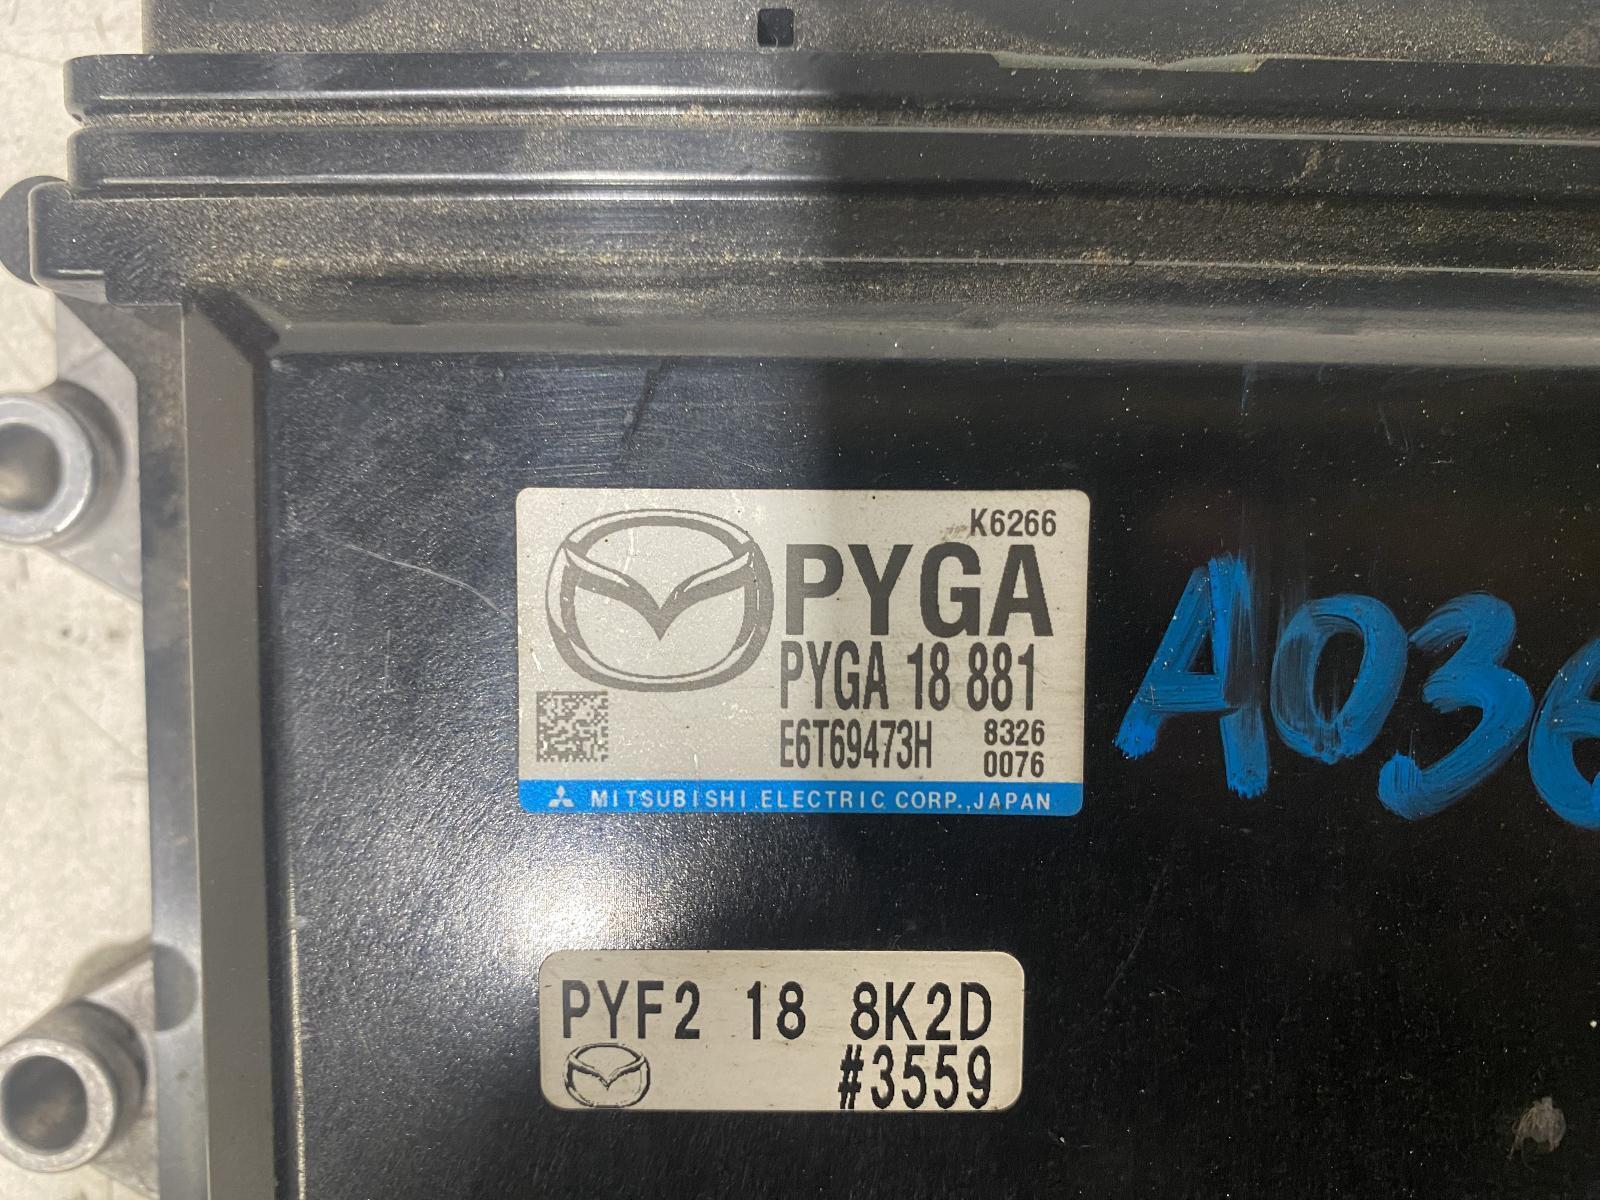 K6266
PYGA
PYGA 18 881
E6T69473H 8326
0076
MITSUBISHI ELECTRIC CORP., JAPAN
A03
PYF2 18 8K2D
#3559